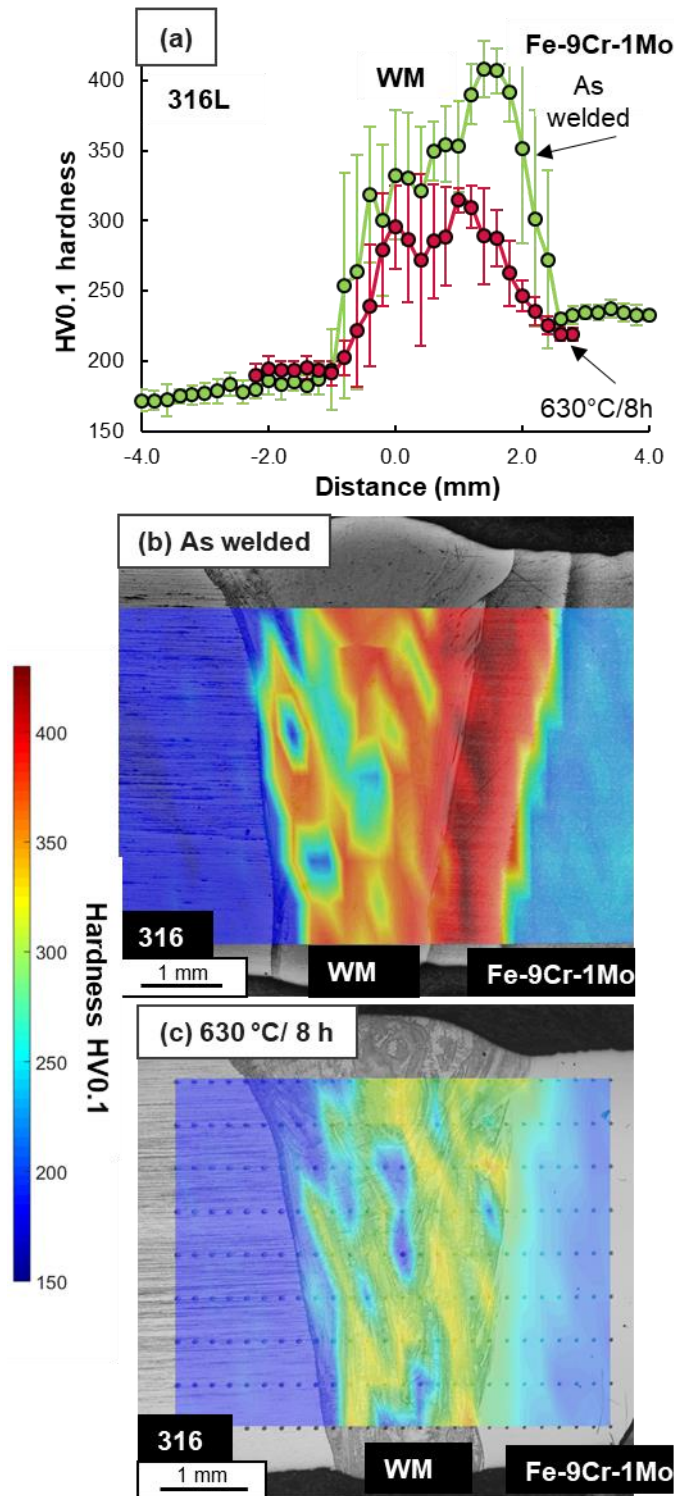 (a)
Fe-9Cr-1Mo
316L
WM
As
welded
400
350
300
250
200
150
HV0.1 hardness
630°C/8h
-4.0 -2.0 0.0 2.0 4.0
Distance (mm)
(b) As welded
316
1 mm
WM
Fe-9Cr-1Mo
400
350
300
250
200
150
Hardness HV0.1
(c) 630 °C/ 8 h
316
1 mm
WM
Fe-9Cr-1Mo